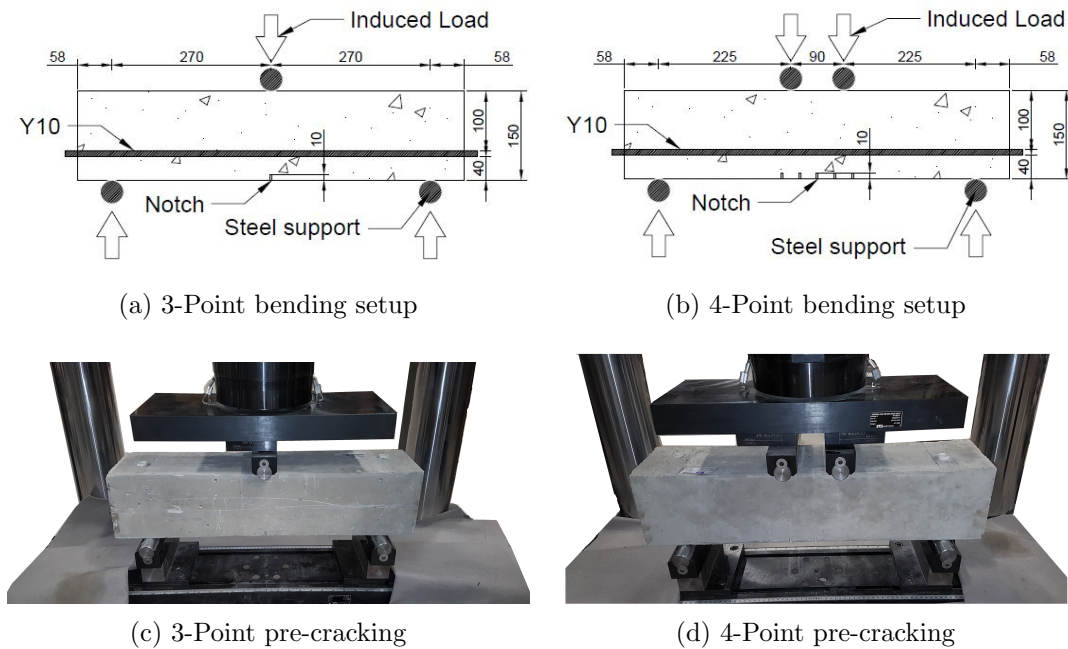 Induced Load
58
270
270
58
Y10
10
100
150
40
Notch
Steel support
(a) 3-Point bending setup
Induced Load
58
225
90
225
58
Y10
10
100
150
40
Notch
Steel support
(b) 4-Point bending setup
(c) 3-Point pre-cracking
(d) 4-Point pre-cracking